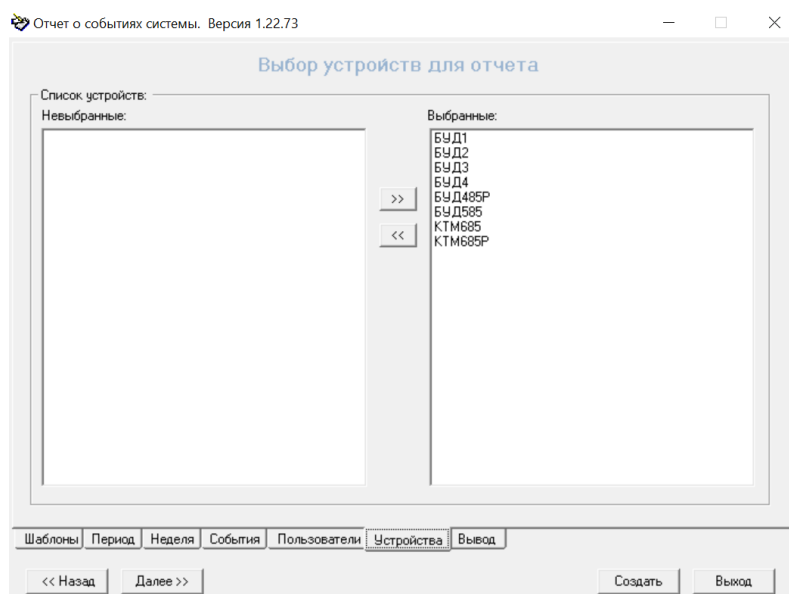 Отчет о событиях системы. Версия 1.22.73
Выбор устройств для отчета
Список устройств:
Невыбранные:
Выбранные:
БУД1
БУД2
БУД3
БУД4
БУД485Р
БУД585
КТМ685
КТМ685Р
>>
<<
Шаблоны Период Неделя События Пользователи Устройства Вывод
<< Назад Далее >> Создать Выход